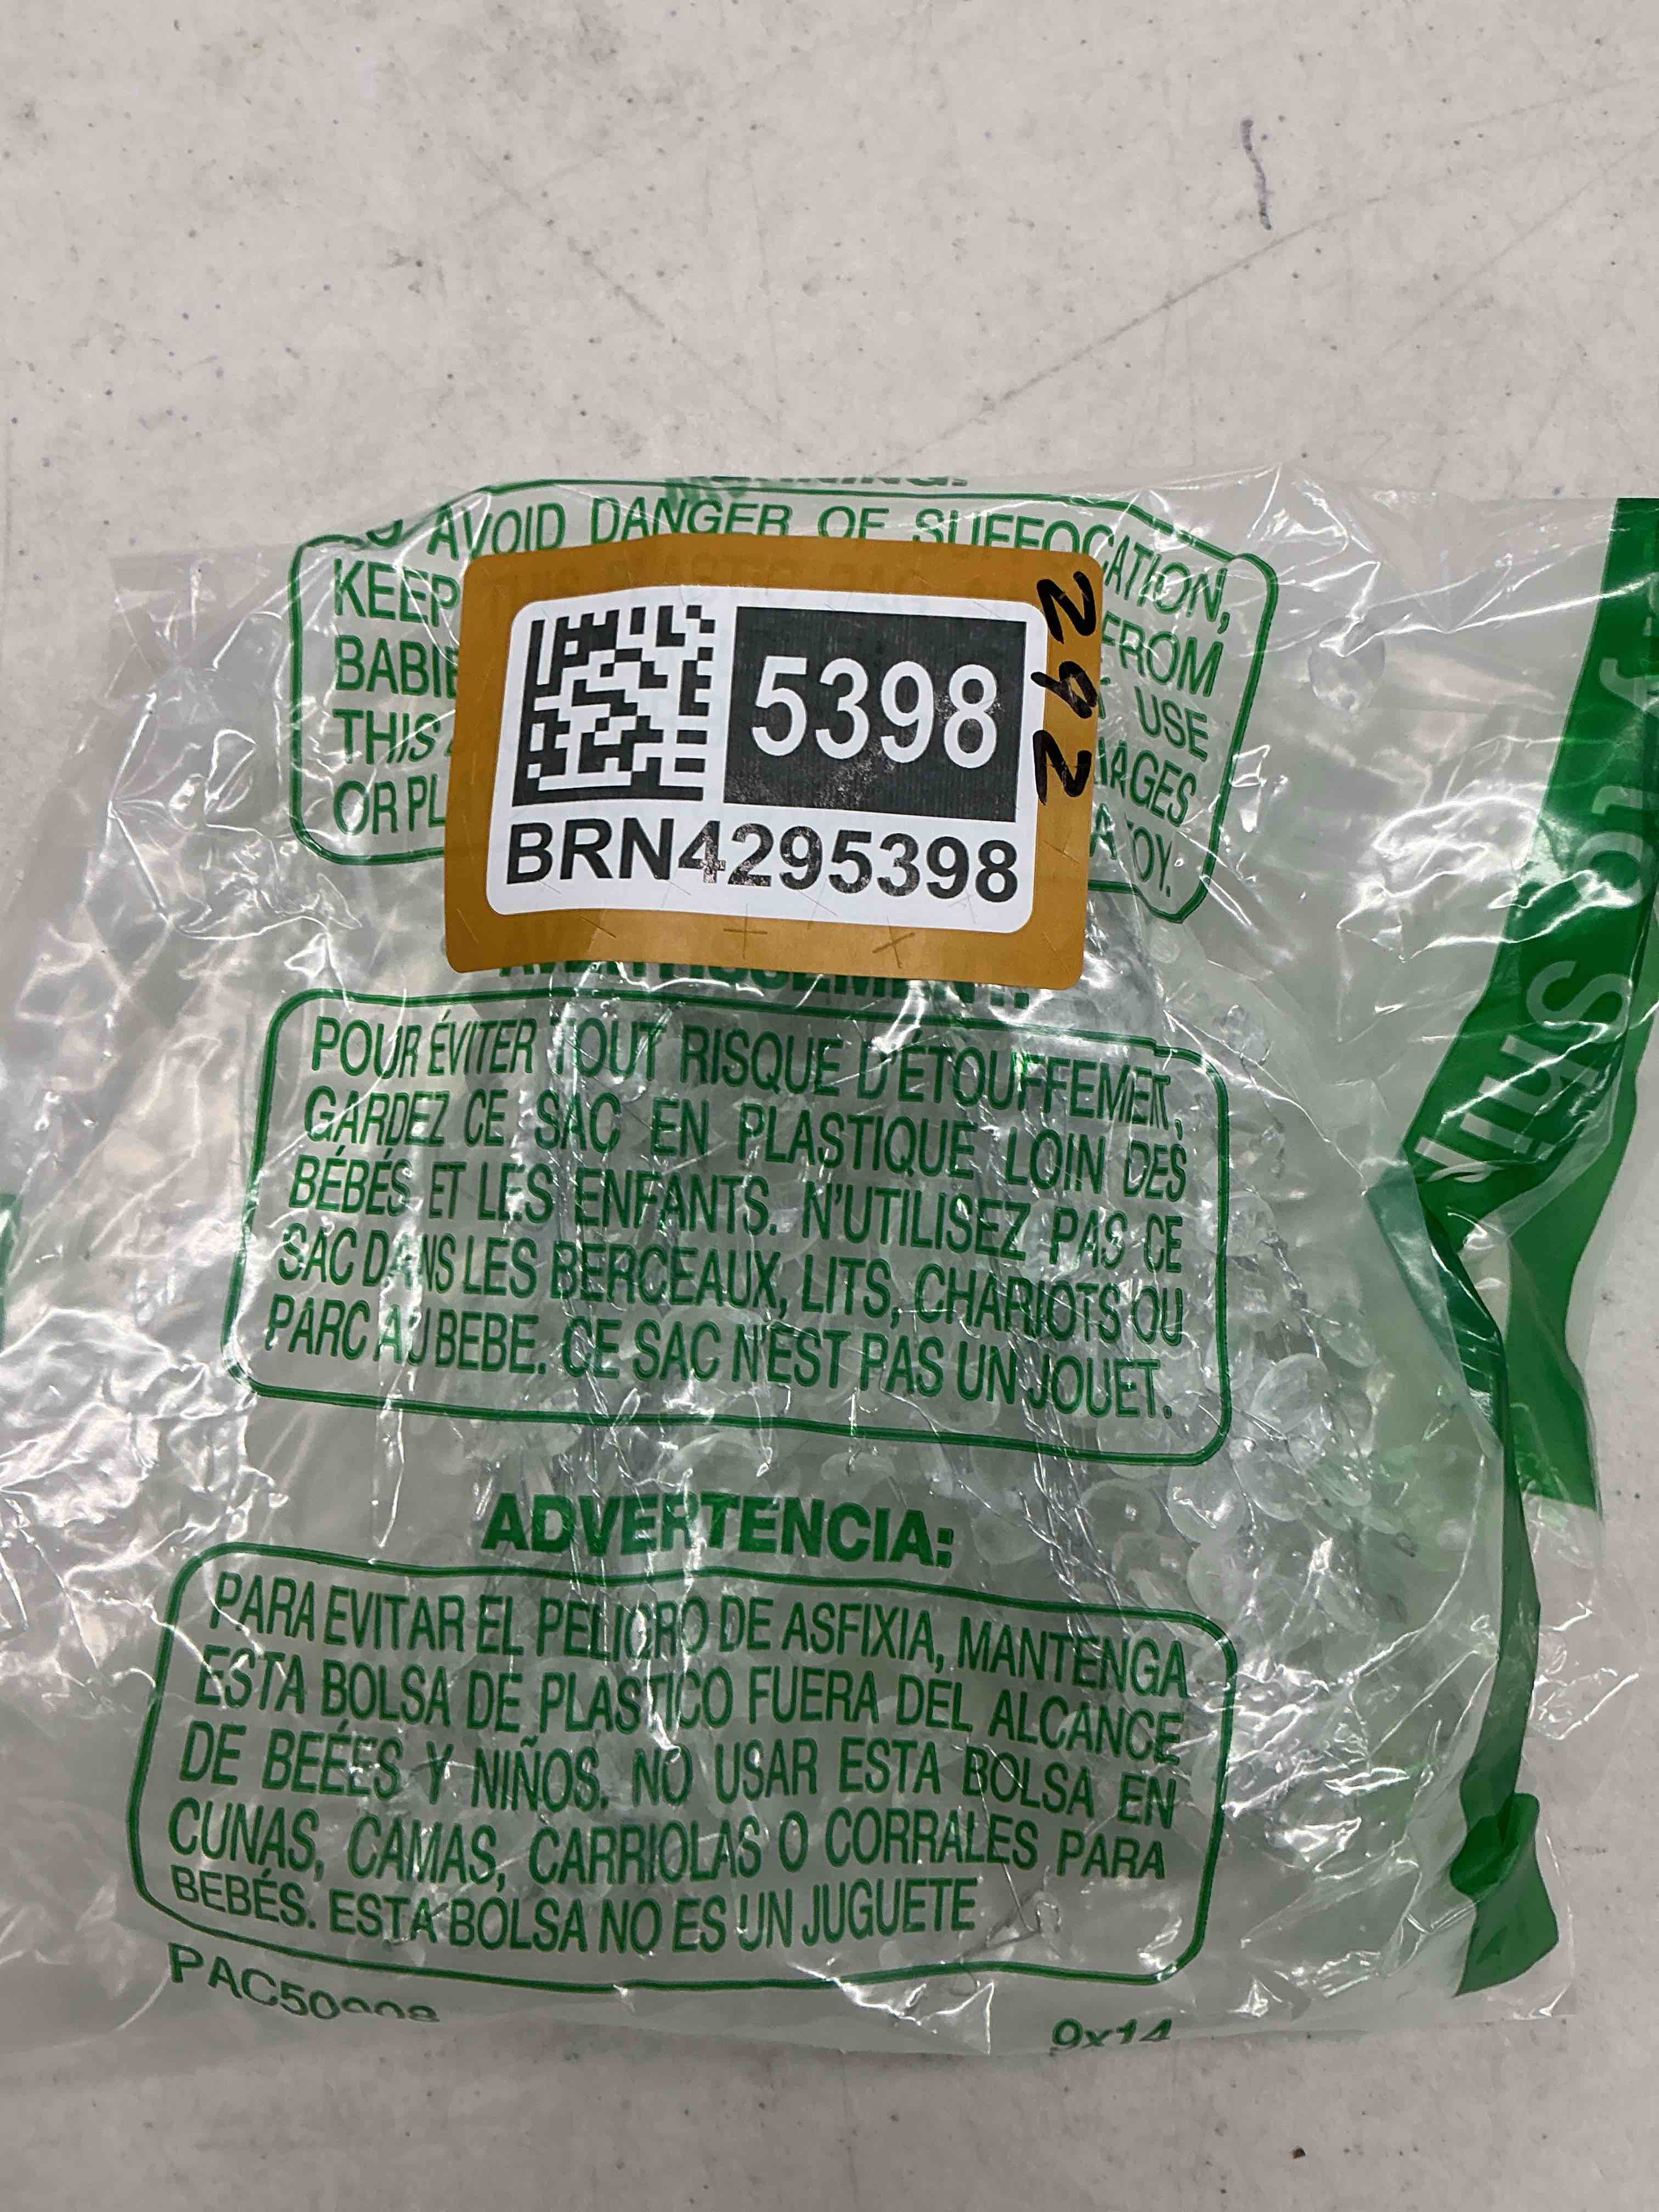 AVOID DANGER OF SUFFOCATION,
KEEP THIS PLASTIC FROM
THIS USE
OR PL
5398
BRN4295398
292
AVERTISSEMENT:
POUR ÉVITER TOUT RISQUE D'ÉTOUFFEMENT,
GARDEZ CE SAC EN PLASTIQUE LOIN DES
BÉBÉS ET LES ENFANTS. N'UTILISEZ PAS CE
SAC DANS LES BERCEAUX, LITS, CHARIOTS OU
PARC AU BEBE. CE SAC N'EST PAS UN JOUET.
ADVERTENCIA:
PARA EVITAR EL PELIGRO DE ASFIXIA, MANTENGA
ESTA BOLSA DE PLASTICO FUERA DEL ALCANCE
DE BEÉES Y NIÑOS. NO USAR ESTA BOLSA EN
CUNAS, CAMAS, CARRIOLAS O CORRALES PARA
BEBÉS. ESTA BOLSA NO ES UN JUGUETE
9x14